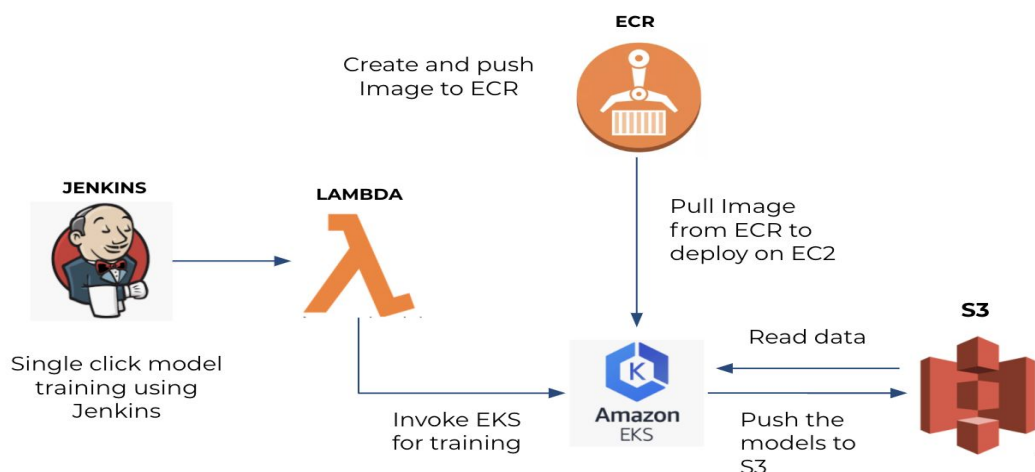 ECR
Create and push
Image to ECR
JENKINS
LAMBDA
Pull Image
from ECR to
deploy on EC2
S3
Read data
Single click model
training using
Jenkins
Invoke EKS
for training
K
Amazon
EKS
Push the
models to
S3